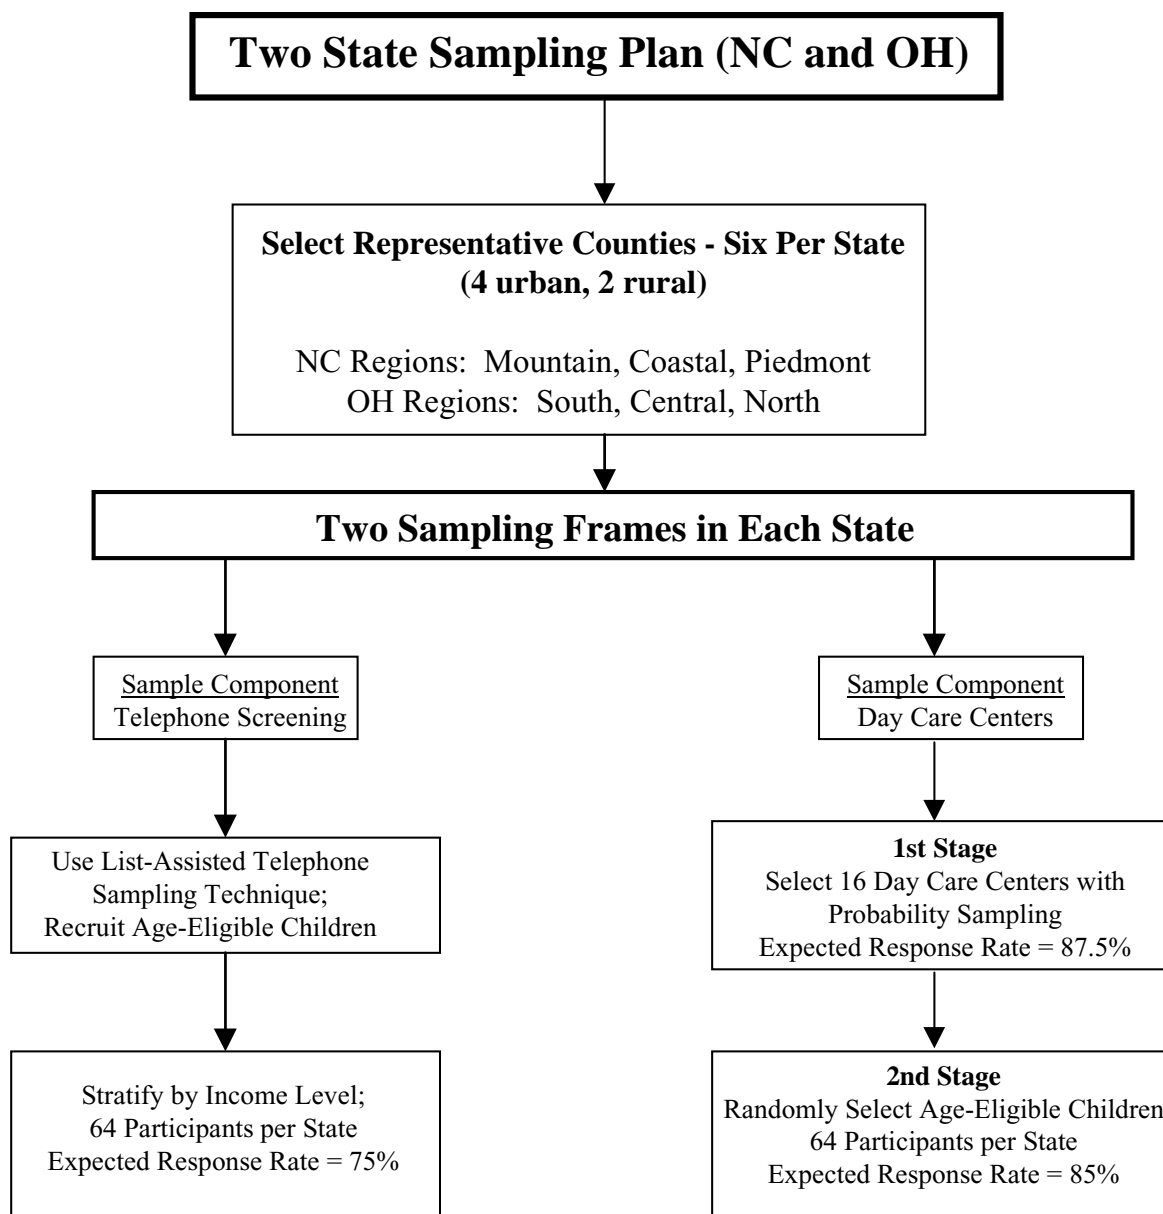 Two State Sampling Plan (NC and OH)
Select Representative Counties - Six Per State
(4 urban, 2 rural)
NC Regions:  Mountain, Coastal, Piedmont
OH Regions:  South, Central, North
Two Sampling Frames in Each State
Sample Component
Telephone Screening
Sample Component
Day Care Centers
Use List-Assisted Telephone
Sampling Technique;
Recruit Age-Eligible Children
1st Stage
Select 16 Day Care Centers with
Probability Sampling
Expected Response Rate = 87.5%
Stratify by Income Level;
64 Participants per State
Expected Response Rate = 75%
2nd Stage
Randomly Select Age-Eligible Children
64 Participants per State
Expected Response Rate = 85%